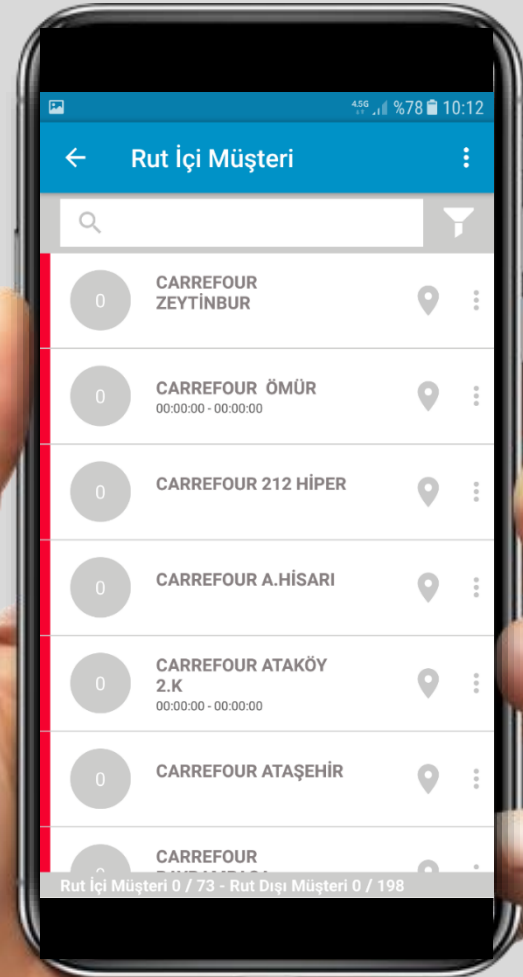 4.5G %78 10:12
Rut İçi Müşteri
0
CARREFOUR
ZEYTİNBUR
0
CARREFOUR ÖMÜR
00:00:00 - 00:00:00
0
CARREFOUR 212 HİPER
0
CARREFOUR A.HİSARI
0
CARREFOUR ATAKÖY
2.K
00:00:00 - 00:00:00
0
CARREFOUR ATAŞEHİR
CARREFOUR
Rut İçi Müşteri 0 / 73 - Rut Dışı Müşteri 0 / 198